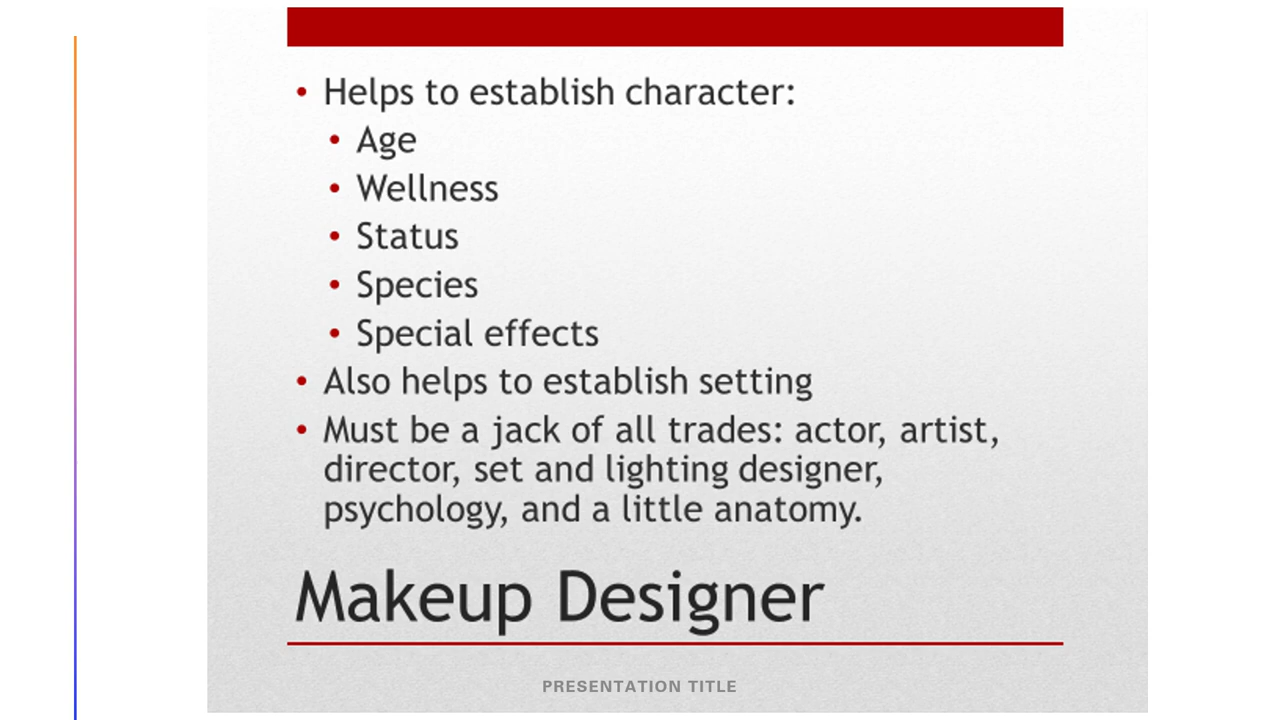 • Helps to establish character:
• Age
• Wellness
• Status
• Species
• Special effects
• Also helps to establish setting
• Must be a jack of all trades: actor, artist,
director, set and lighting designer,
psychology, and a little anatomy.
Makeup Designer
PRESENTATION TITLE